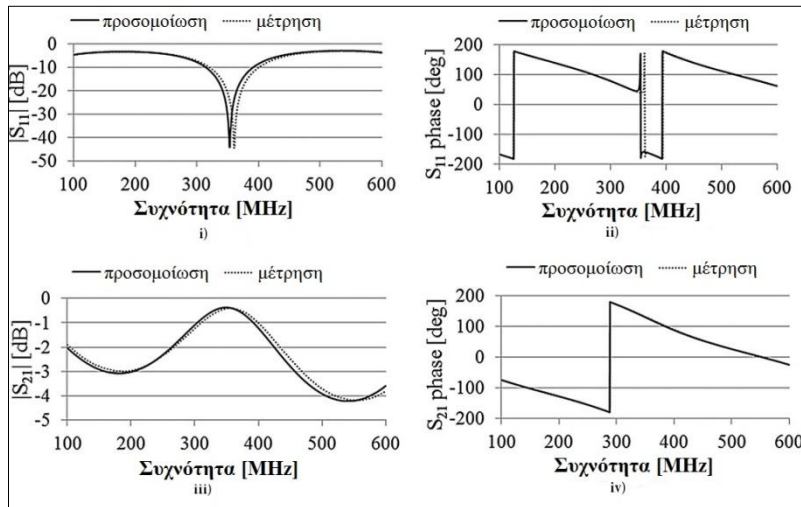 προσομοίωση μέτρηση
|S11| [dB]
0
-10
-20
-30
-40
-50
100 200 300 400 500 600
Συχνότητα [MHz]
i)
προσομοίωση μέτρηση
S11 phase [deg]
200
100
0
-100
-200
100 200 300 400 500 600
Συχνότητα [MHz]
ii)
προσομοίωση μέτρηση
|S21| [dB]
0
-1
-2
-3
-4
-5
100 200 300 400 500 600
Συχνότητα [MHz]
iii)
προσομοίωση μέτρηση
S21 phase [deg]
200
100
0
-100
-200
100 200 300 400 500 600
Συχνότητα [MHz]
iv)